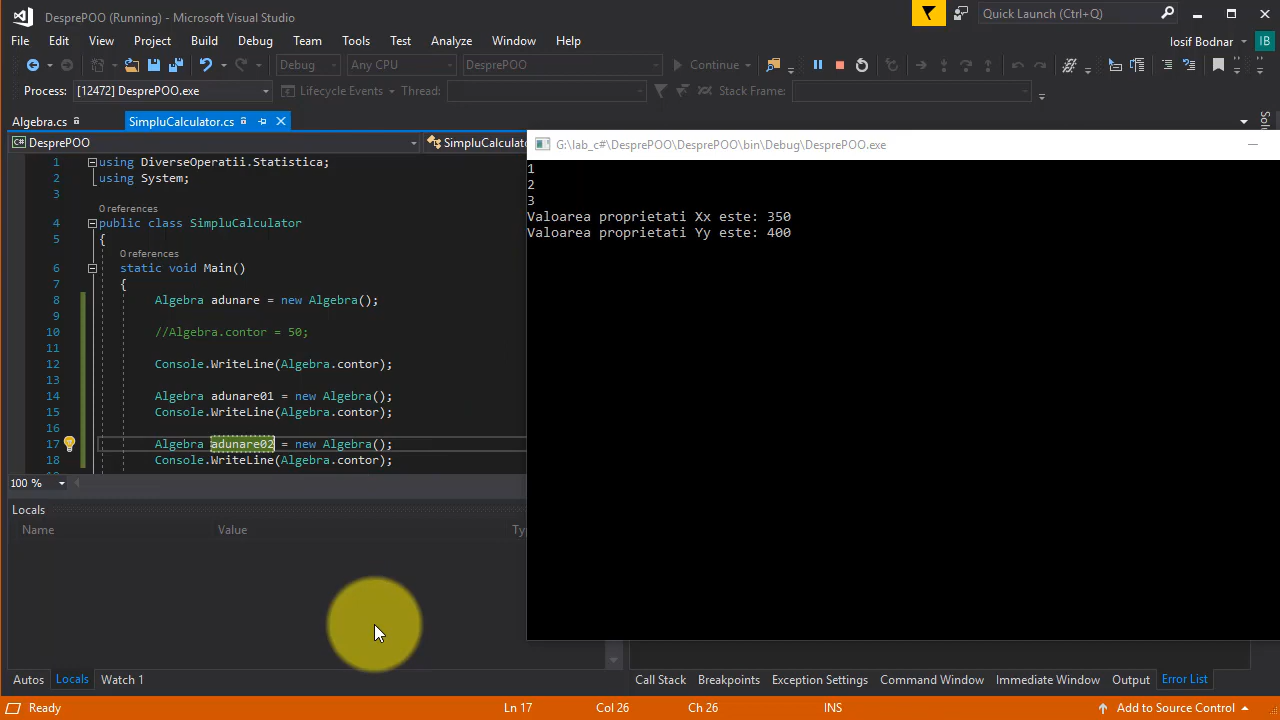 DesprePOO (Running) - Microsoft Visual Studio
Quick Launch (Ctrl+Q)
File Edit View Project Build Debug Team Tools Test Analyze Window Help
Iosif Bodnar IB
Debug Any CPU DesprePOO Continue
Process: [12472] DesprePOO.exe Lifecycle Events Thread: Stack Frame:
Algebra.cs SimpluCalculator.cs
DesprePOO SimpluCalculato
G:\lab_c#\DesprePOO\DesprePOO\bin\Debug\DesprePOO.exe
1 using DiverseOperatii.Statistica;
2 using System;
3
0 references
4 public class SimpluCalculator
5 {
0 references
6 static void Main()
7 {
8 Algebra adunare = new Algebra();
9
10 //Algebra.contor = 50;
11
12 Console.WriteLine(Algebra.contor);
13
14 Algebra adunare01 = new Algebra();
15 Console.WriteLine(Algebra.contor);
16
17 Algebra adunare02 = new Algebra();
18 Console.WriteLine(Algebra.contor);
100 %
1
2
3
Valoarea proprietati Xx este: 350
Valoarea proprietati Yy este: 400
Locals
Name Value Ty
Autos Locals Watch 1
Call Stack Breakpoints Exception Settings Command Window Immediate Window Output Error List
Ready Ln 17 Col 26 Ch 26 INS Add to Source Control